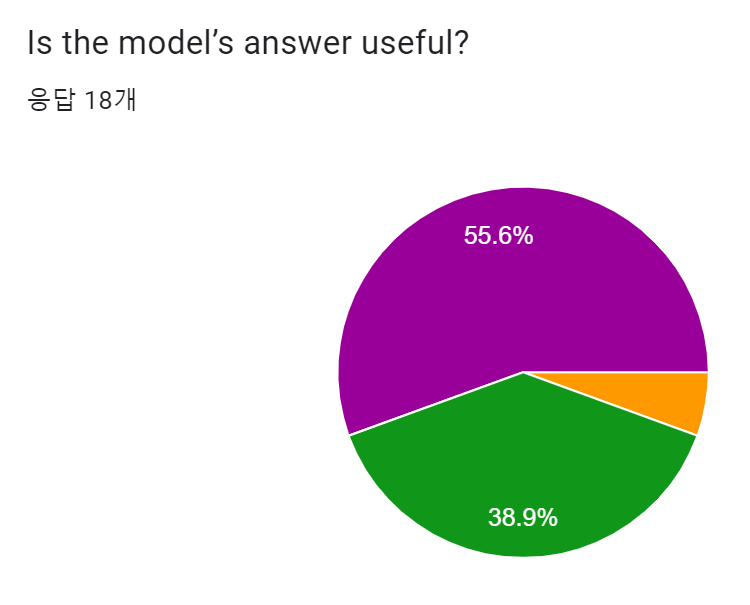 Is the model’s answer useful?
응답 18개
55.6%
38.9%